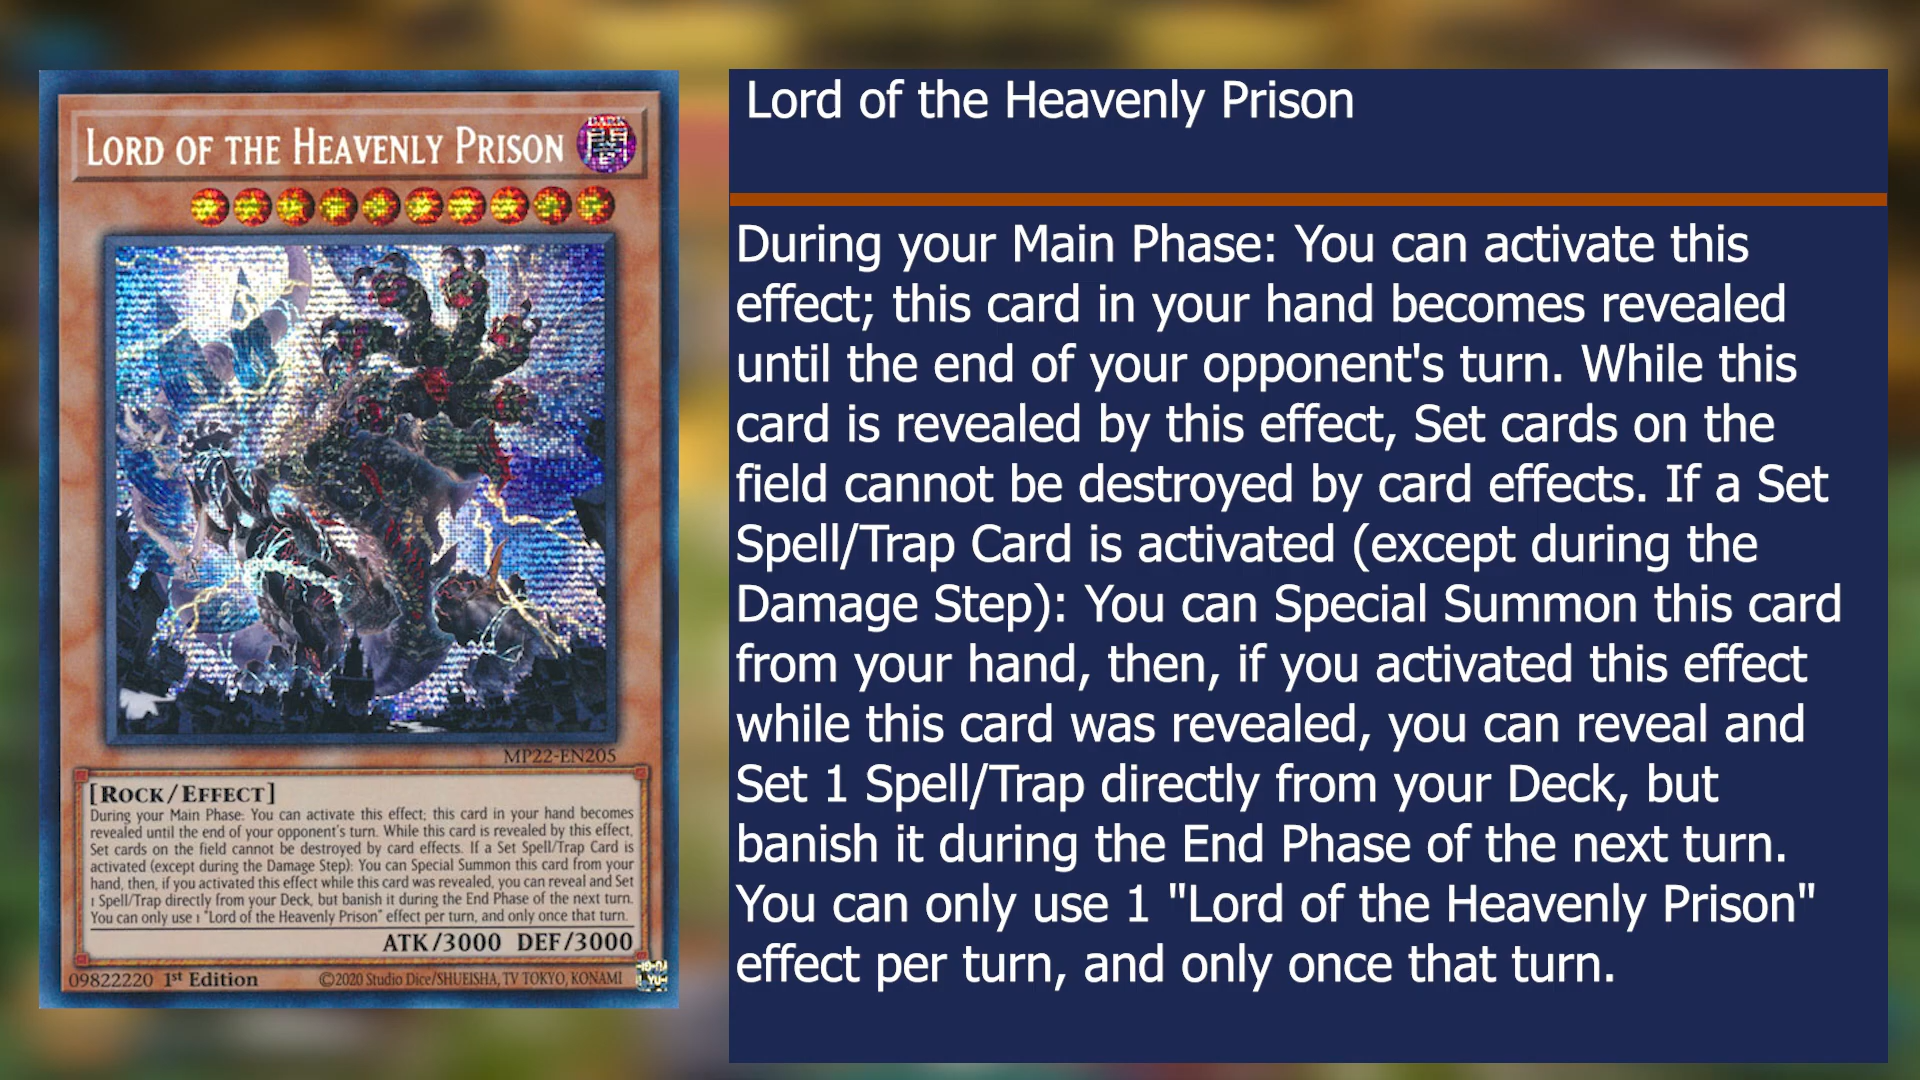 LORD OF THE HEAVENLY PRISON
DARK
闇
MP22-EN205
[ROCK/EFFECT]
During your Main Phase: You can activate this effect; this card in your hand becomes
revealed until the end of your opponent's turn. While this card is revealed by this effect,
Set cards on the field cannot be destroyed by card effects. If a Set Spell/Trap Card is
activated (except during the Damage Step): You can Special Summon this card from your
hand, then, if you activated this effect while this card was revealed, you can reveal and Set
1 Spell/Trap directly from your Deck, but banish it during the End Phase of the next turn.
You can only use 1 "Lord of the Heavenly Prison" effect per turn, and only once that turn.
ATK/3000 DEF/3000
09822220 1st Edition ©2020 Studio Dice/SHUEISHA, TV TOKYO, KONAMI
Lord of the Heavenly Prison
During your Main Phase: You can activate this
effect; this card in your hand becomes revealed
until the end of your opponent's turn. While this
card is revealed by this effect, Set cards on the
field cannot be destroyed by card effects. If a Set
Spell/Trap Card is activated (except during the
Damage Step): You can Special Summon this card
from your hand, then, if you activated this effect
while this card was revealed, you can reveal and
Set 1 Spell/Trap directly from your Deck, but
banish it during the End Phase of the next turn.
You can only use 1 "Lord of the Heavenly Prison"
effect per turn, and only once that turn.